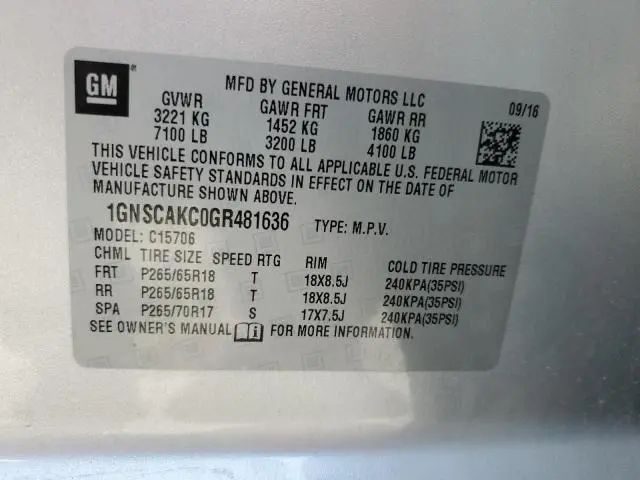 GM ®
MFD BY GENERAL MOTORS LLC 09/16
GVWR GAWR FRT GAWR RR
3221 KG 1452 KG 1860 KG
7100 LB 3200 LB 4100 LB
THIS VEHICLE CONFORMS TO ALL APPLICABLE U.S. FEDERAL MOTOR
VEHICLE SAFETY STANDARDS IN EFFECT ON THE DATE OF
MANUFACTURE SHOWN ABOVE.
1GNSCAKC0GR481636 TYPE: M.P.V.
MODEL: C15706
CHML TIRE SIZE SPEED RTG RIM COLD TIRE PRESSURE
FRT P265/65R18 T 18X8.5J 240KPA(35PSI)
RR P265/65R18 T 18X8.5J 240KPA(35PSI)
SPA P265/70R17 S 17X7.5J 240KPA(35PSI)
SEE OWNER'S MANUAL FOR MORE INFORMATION.